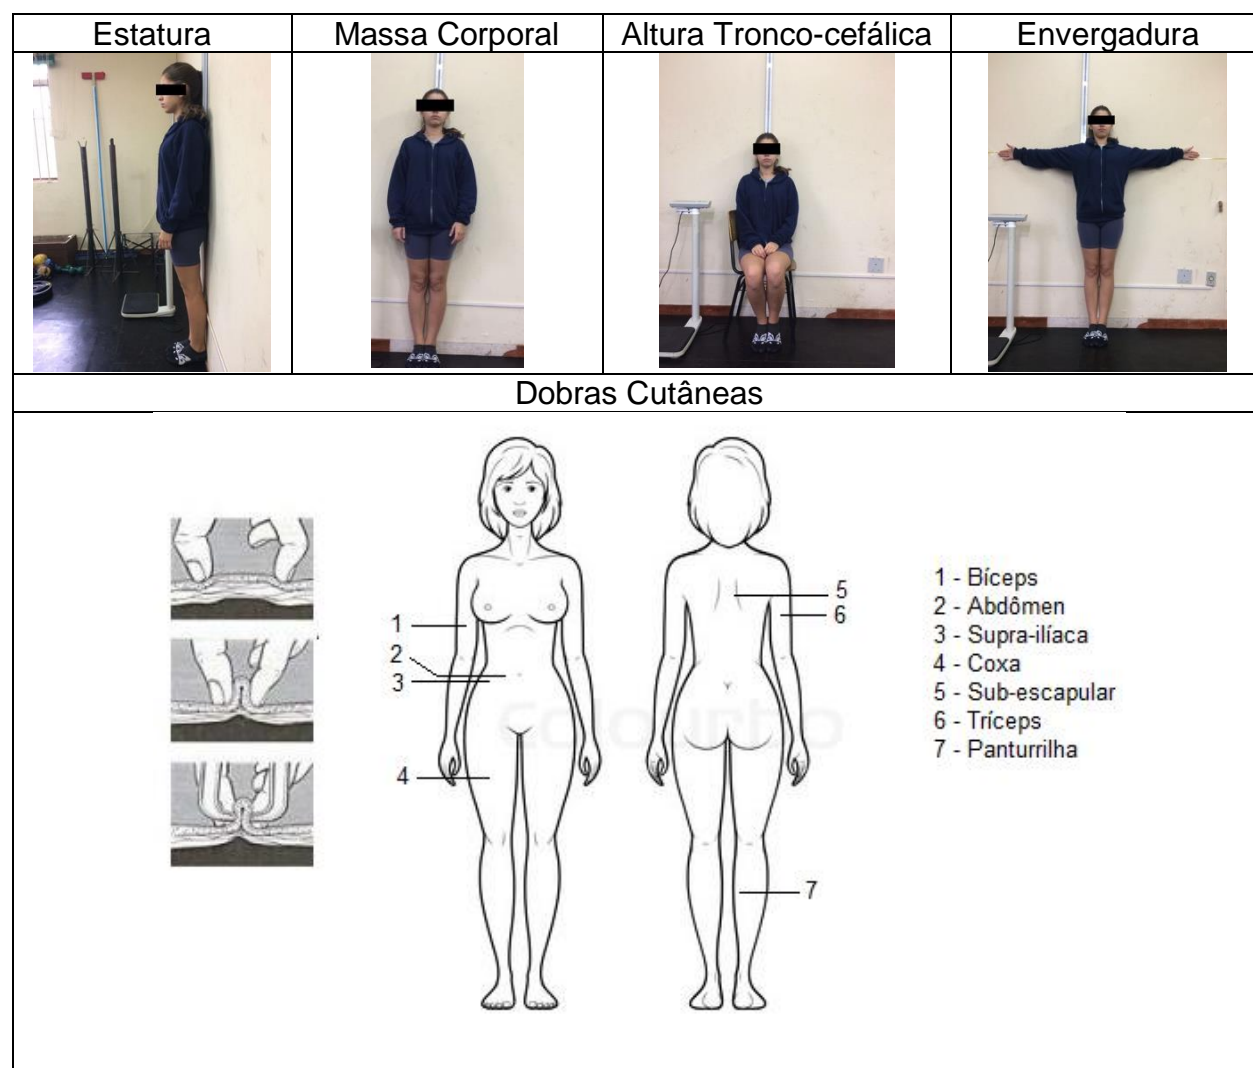 Estatura
Massa Corporal
Altura Tronco-cefálica
Envergadura
Dobras Cutâneas
1
2
3
4
5
6
7
1 - Bíceps
2 - Abdômen
3 - Supra-ilíaca
4 - Coxa
5 - Sub-escapular
6 - Tríceps
7 - Panturrilha